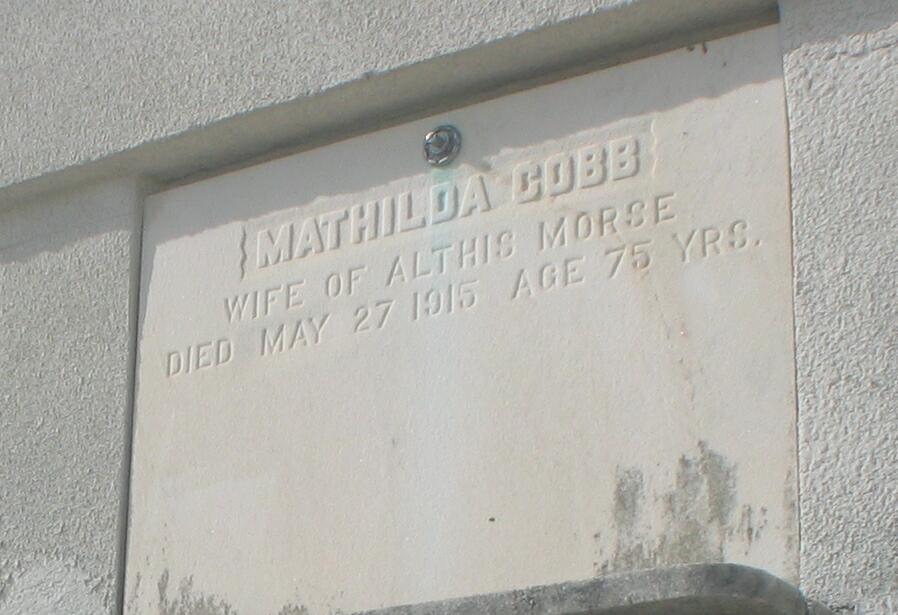 MATHILDA COBB
WIFE OF ALTHIS MORSE
DIED MAY 27 1915 AGE 75 YRS.